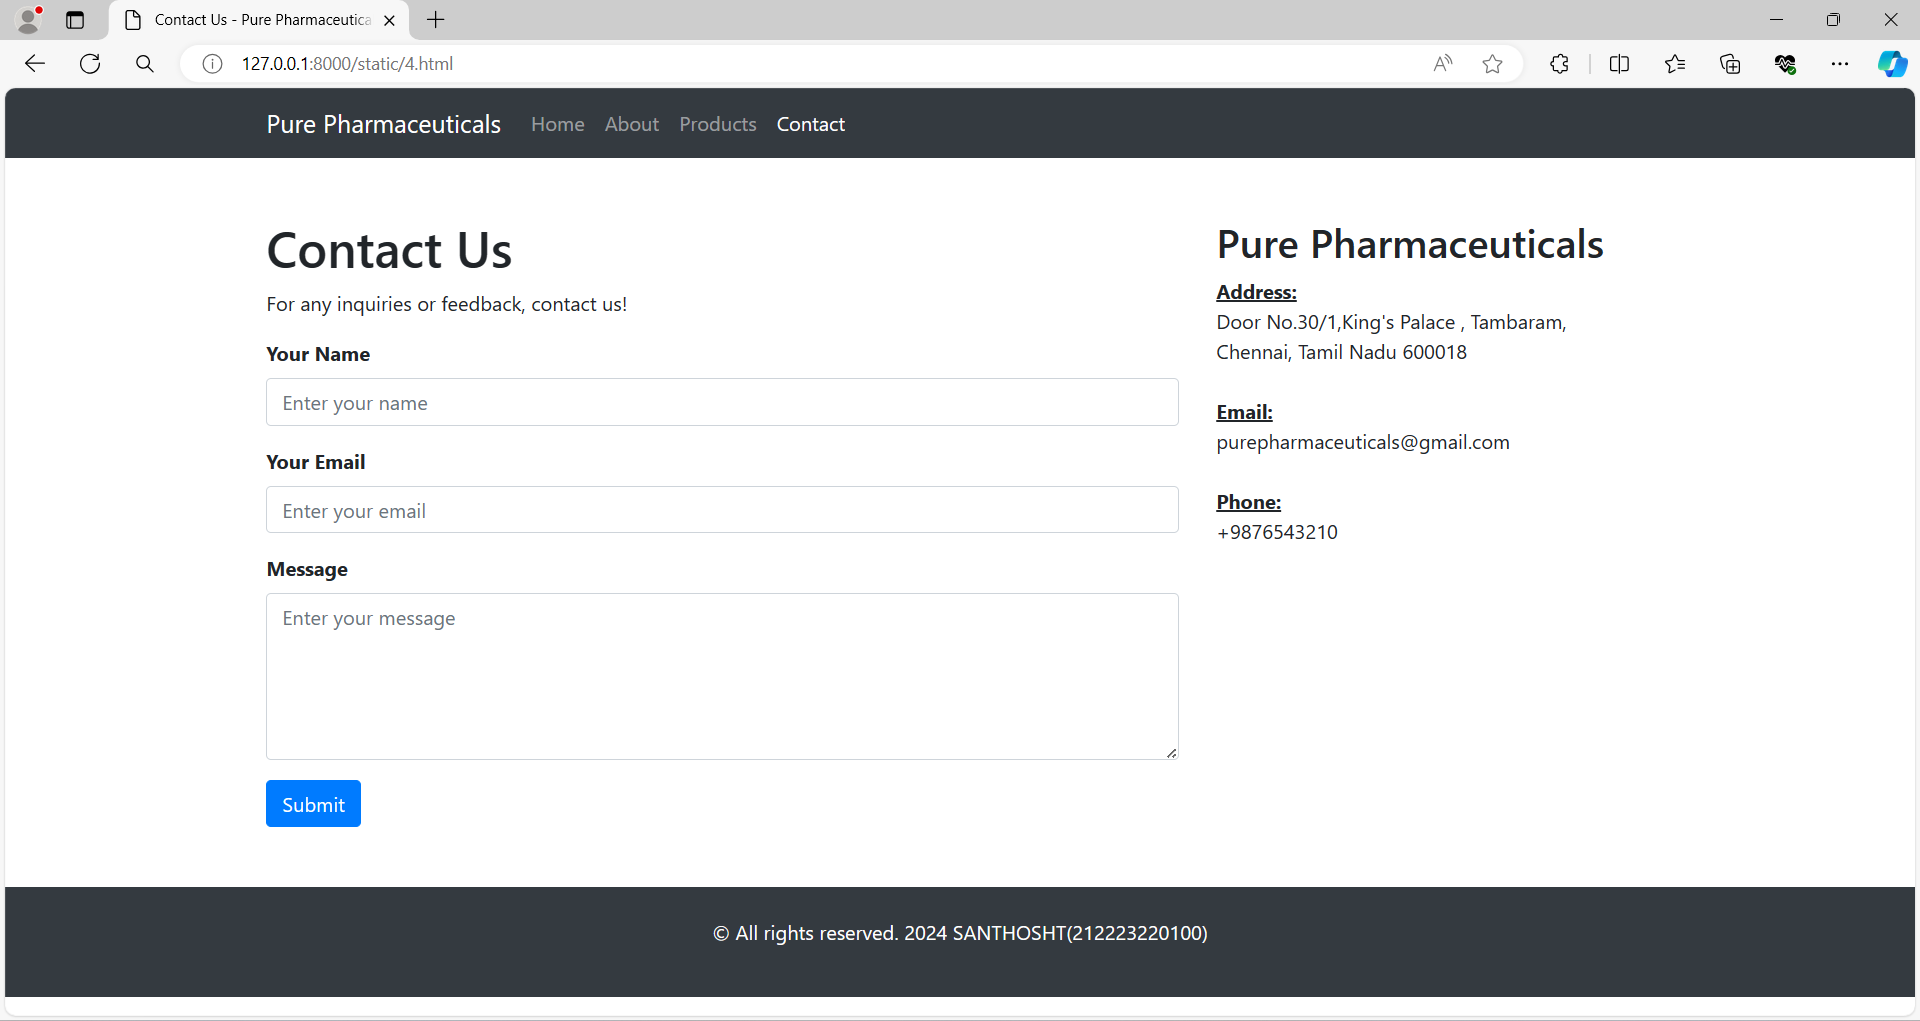 Contact Us - Pure Pharmaceutica
127.0.0.1:8000/static/4.html
Pure Pharmaceuticals Home About Products Contact
Contact Us
For any inquiries or feedback, contact us!
Your Name
Enter your name
Your Email
Enter your email
Message
Enter your message
Submit
Pure Pharmaceuticals
Address:
Door No.30/1,King's Palace , Tambaram,
Chennai, Tamil Nadu 600018
Email:
purepharmaceuticals@gmail.com
Phone:
+9876543210
© All rights reserved. 2024 SANTHOSHT(212223220100)